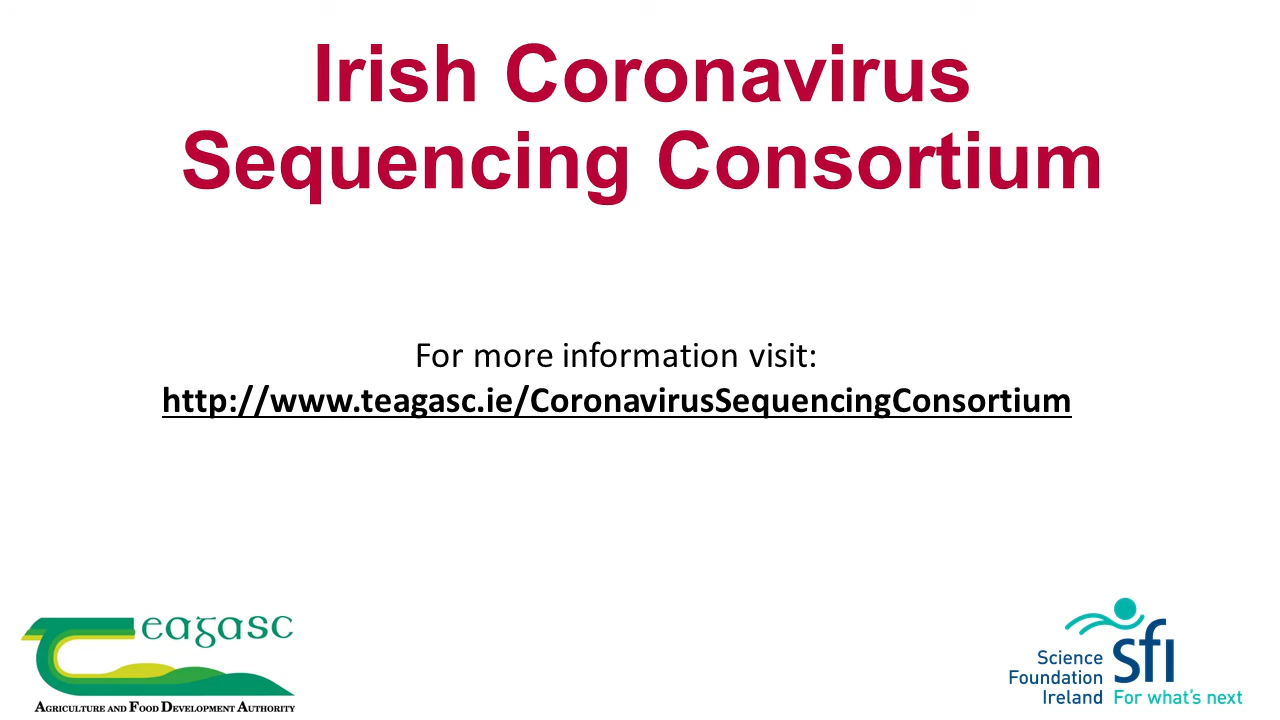 Irish Coronavirus
Sequencing Consortium
For more information visit:
http://www.teagasc.ie/CoronavirusSequencingConsortium
Teagasc
AGRICULTURE AND FOOD DEVELOPMENT AUTHORITY
Science
Foundation
Ireland
sfi
For what's next